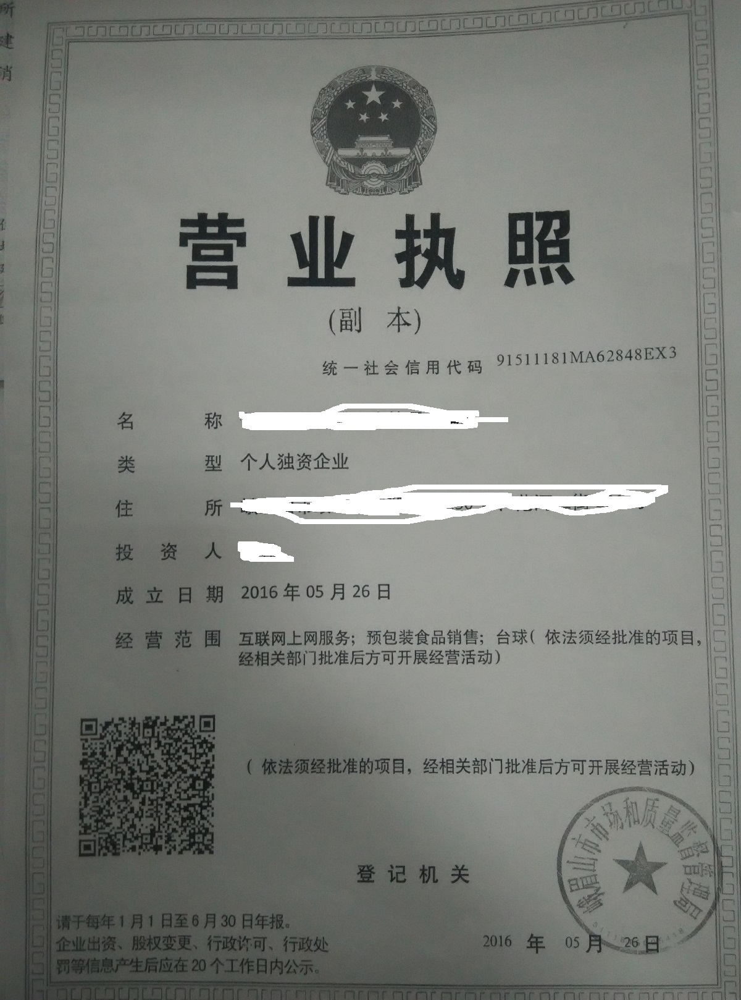 所
建
消
营业执照
(副 本)
统一社会信用代码 91511181MA62848EX3
名 称
类 型 个人独资企业
住 所
投 资 人
成立日期 2016 年 05 月 26 日
经营范围 互联网上网服务；预包装食品销售；台球( 依法须经批准的项目，
经相关部门批准后方可开展经营活动)
( 依法须经批准的项目，经相关部门批准后方可开展经营活动)
峨眉山市市场和质量监督管理局
登记机关
请于每年1月1日至6月30日年报。
企业出资、股权变更、行政许可、行政处
罚等信息产生后应在20个工作日内公示。
2016 年 05 月 26 日